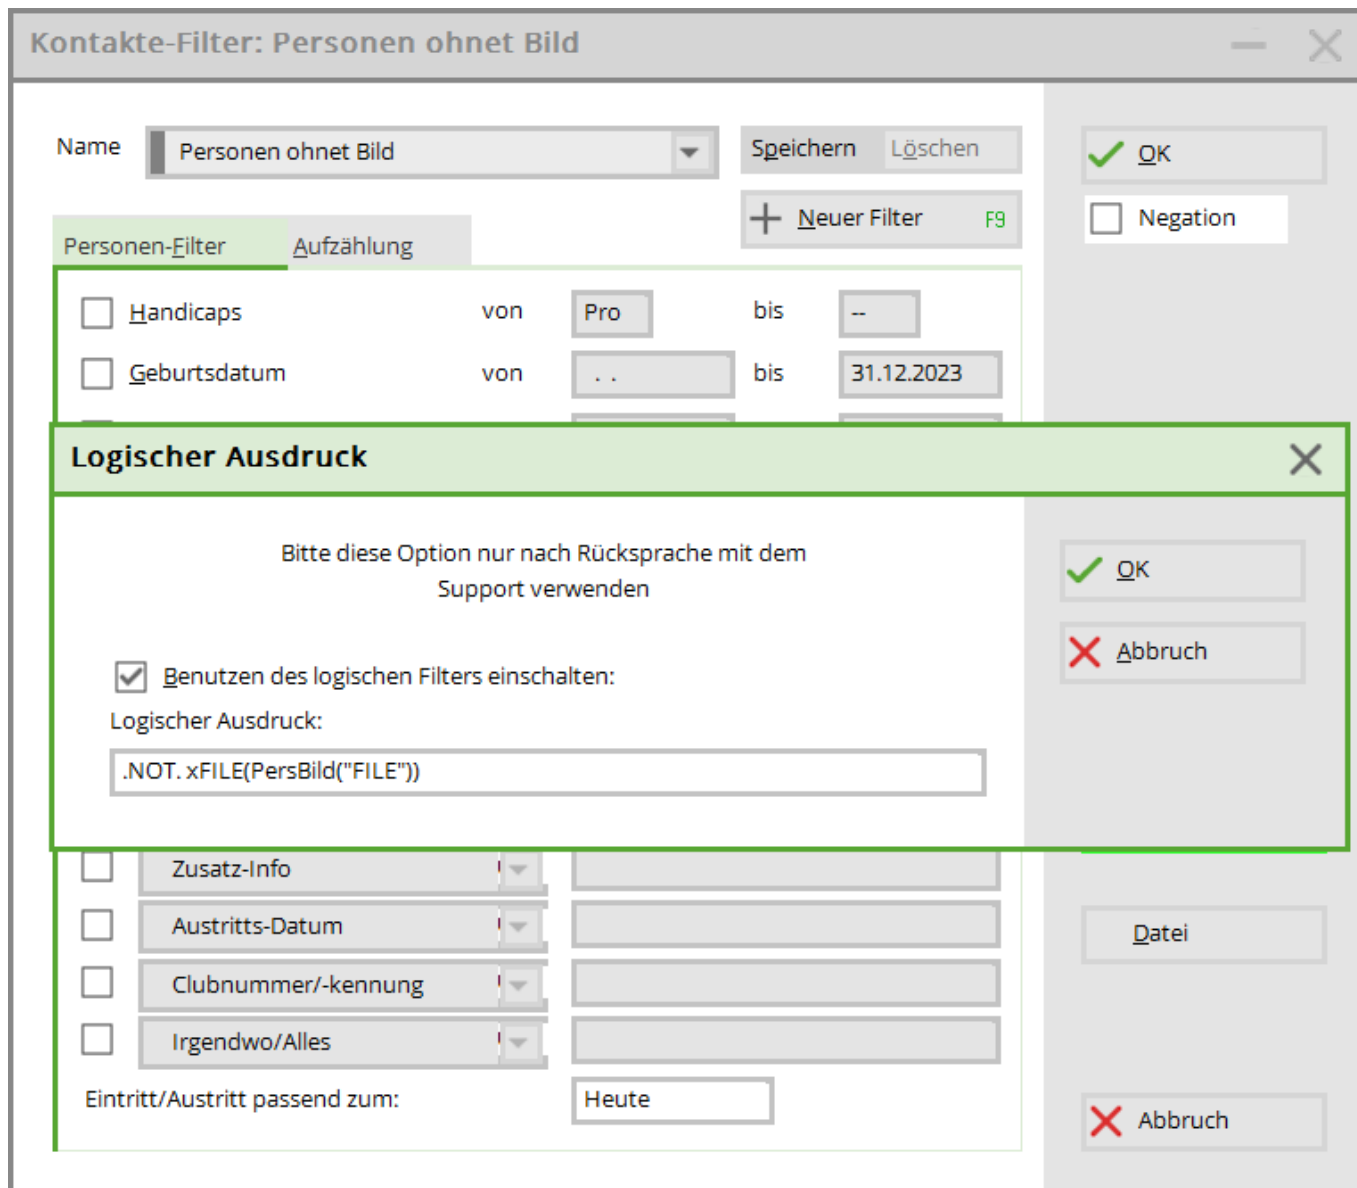 Kontakte-Filter: Personen ohnet Bild
Name Personen ohnet Bild Speichern Löschen OK
Neuer Filter F9 Negation
Personen-Filter Aufzählung
Handicaps von Pro bis --
Geburtsdatum von . . bis 31.12.2023
Logischer Ausdruck
Bitte diese Option nur nach Rücksprache mit dem
Support verwenden
OK
Abbruch
Benutzen des logischen Filters einschalten:
Logischer Ausdruck:
.NOT. xFILE(PersBild("FILE"))
Zusatz-Info
Austritts-Datum
Datei
Clubnummer/-kennung
Irgendwo/Alles
Eintritt/Austritt passend zum: Heute
Abbruch